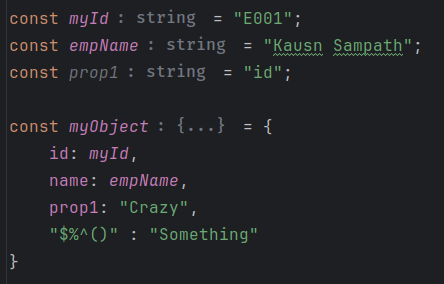 const myId : string = "E001";
const empName : string = "Kausn Sampath";
const prop1 : string = "id";
const myObject : {...} = {
id: myId,
name: empName,
prop1: "Crazy",
"$%^()" : "Something"
}